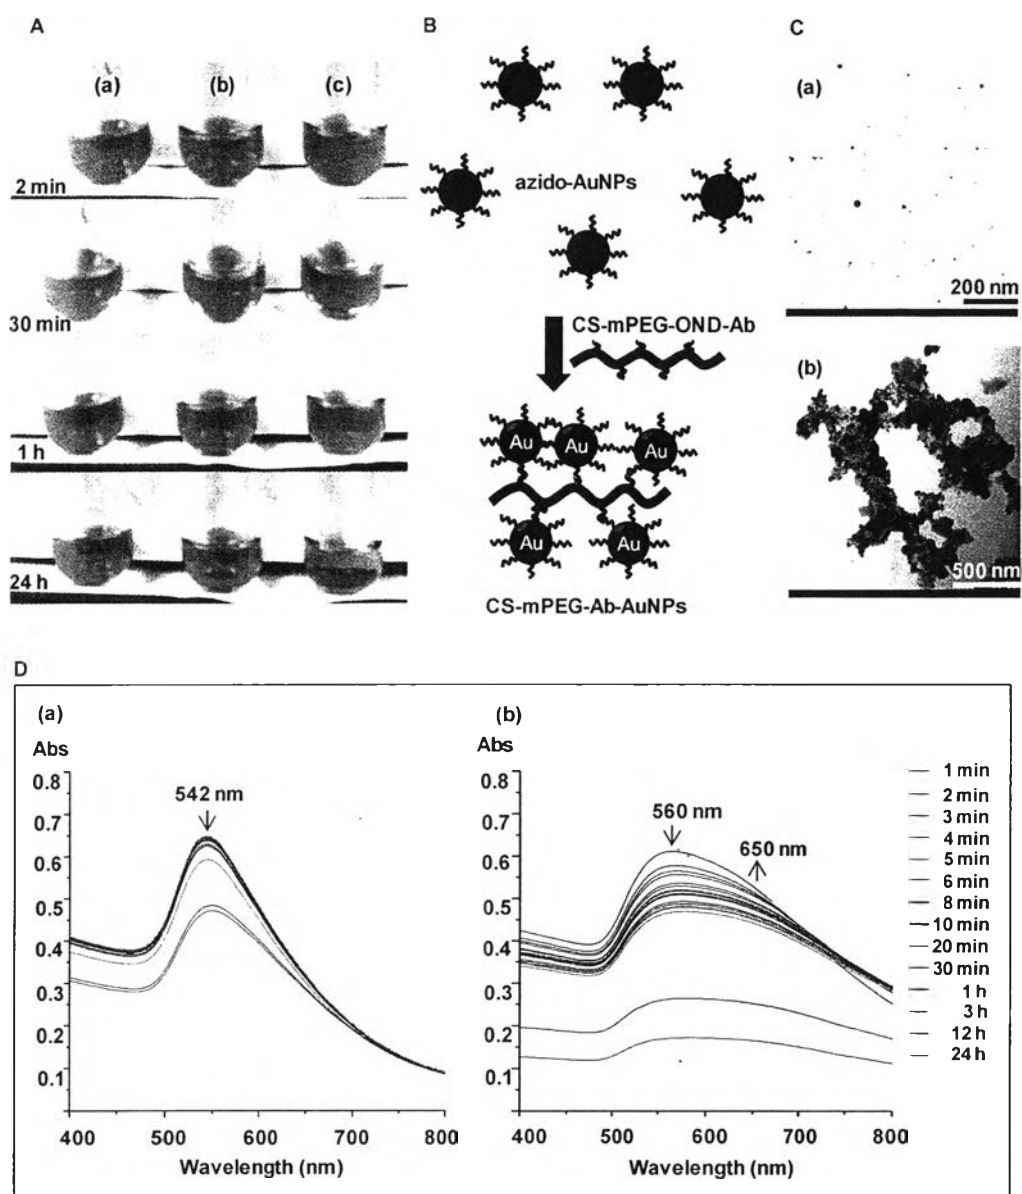 A
(a)
(b)
(c)
2 min
30 min
1 h
24 h
B
azido-AuNPs
CS-mPEG-OND-Ab
Au
Au
Au
Au
Au
CS-mPEG-Ab-AuNPs
C
(a)
200 nm
(b)
500 nm
D
(a)
Abs
0.8
0.7
0.6
0.5
0.4
0.3
0.2
0.1
542 nm
400 500 600 700 800
Wavelength (nm)
(b)
Abs
0.8
0.7
0.6
0.5
0.4
0.3
0.2
0.1
560 nm
650 nm
400 500 600 700 800
Wavelength (nm)
1 min
2 min
3 min
4 min
5 min
6 min
8 min
10 min
20 min
30 min
1 h
3 h
12 h
24 h